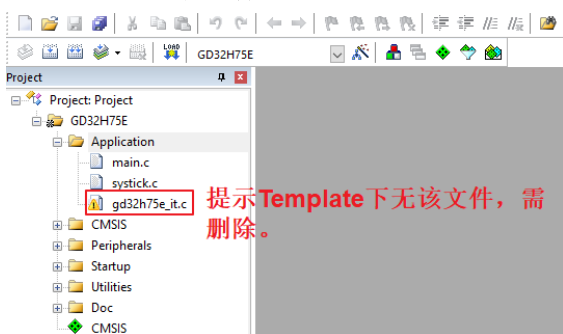 LOAD
GD32H75E
Project
Project: Project
GD32H75E
Application
main.c
systick.c
gd32h75e_it.c
提示Template下无该文件，需
删除。
CMSIS
Peripherals
Startup
Utilities
Doc
CMSIS